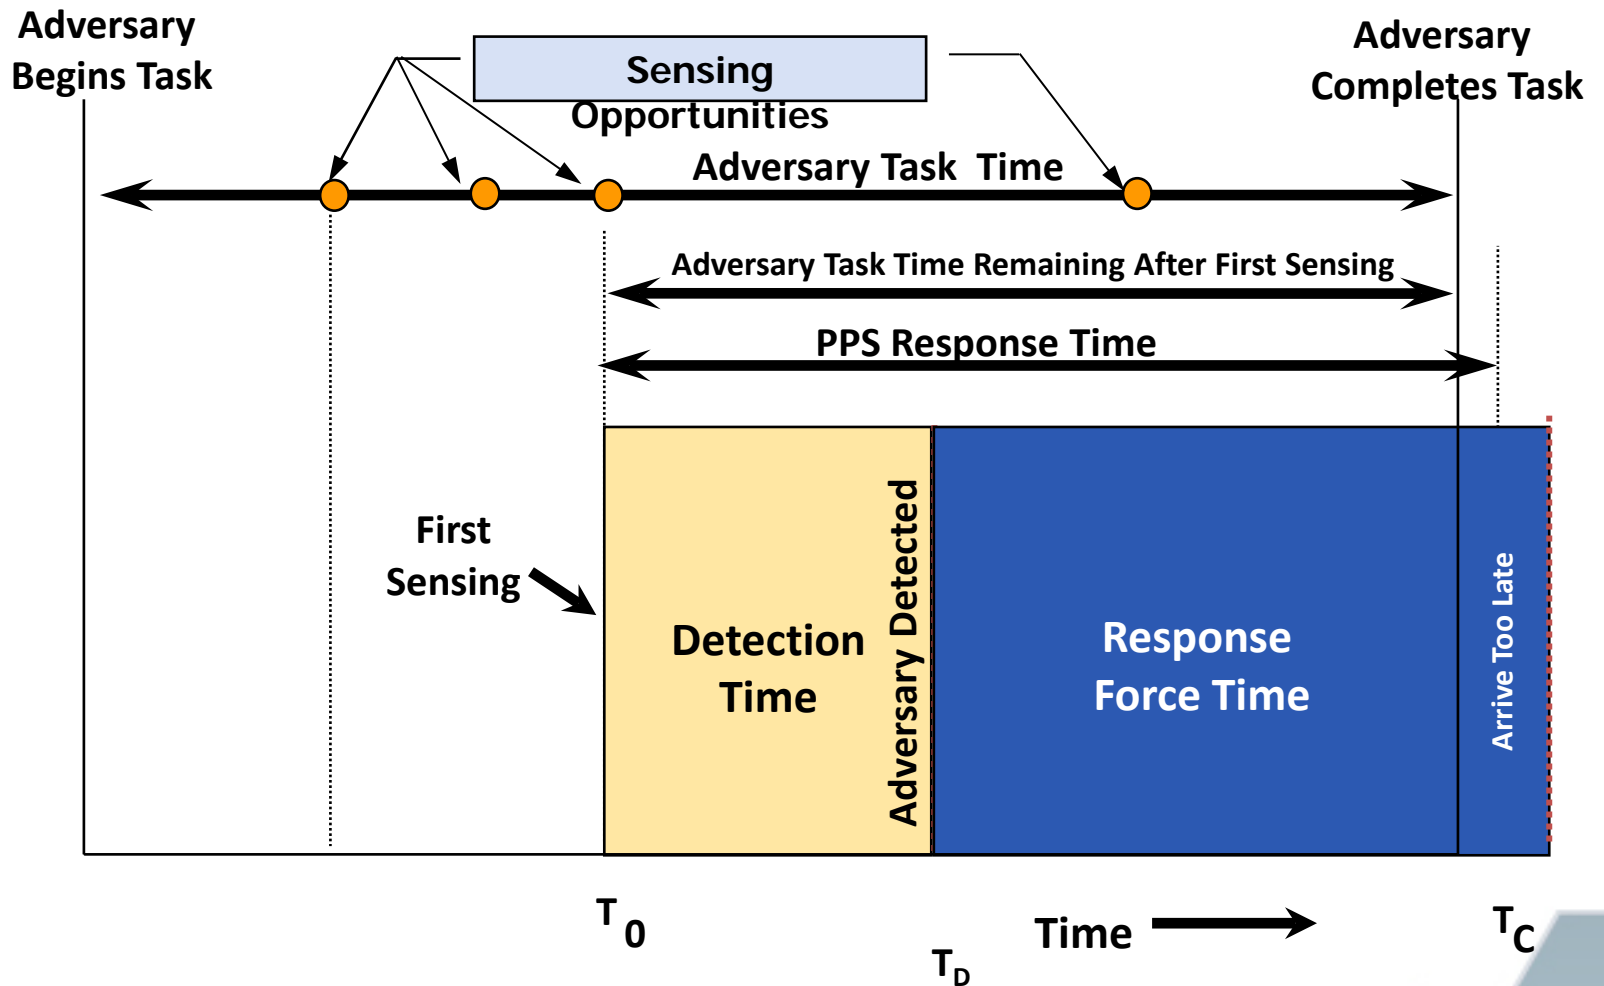 Adversary
Begins Task
Sensing
Opportunities
Adversary
Completes Task
Adversary Task Time
Adversary Task Time Remaining After First Sensing
PPS Response Time
First
Sensing
Detection
Time
Adversary Detected
Response
Force Time
Arrive Too Late
T0
TD
Time
TC